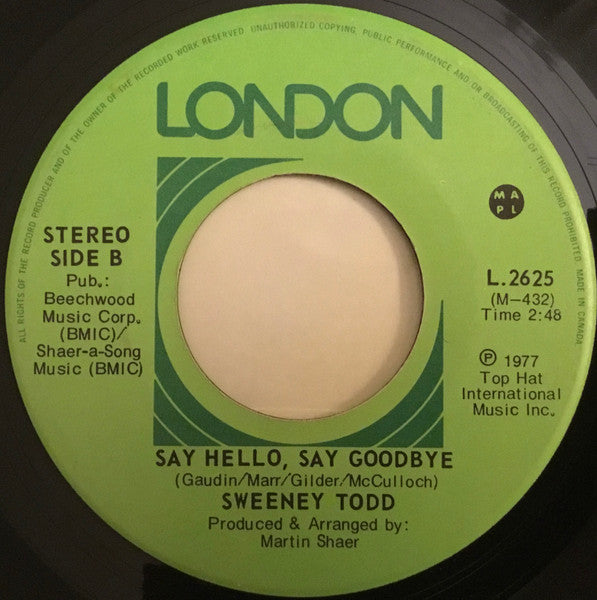 ALL RIGHTS OF THE RECORD PRODUCER AND OF THE OWNER OF THE RECORDED WORK RESERVED. UNAUTHORIZED COPYING, PUBLIC PERFORMANCE AND OR BROADCASTING OF THIS RECORD PROHIBITED. MADE IN CANADA.
LONDON
MA
PL
STEREO
SIDE B
Pub.:
Beechwood
Music Corp.
(BMIC)/
Shaer-a-Song
Music (BMIC)
L.2625
(M-432)
Time 2:48
Ⓟ 1977
Top Hat
International
Music Inc.
SAY HELLO, SAY GOODBYE
(Gaudin/Marr/Gilder/McCulloch)
SWEENEY TODD
Produced & Arranged by:
Martin Shaer